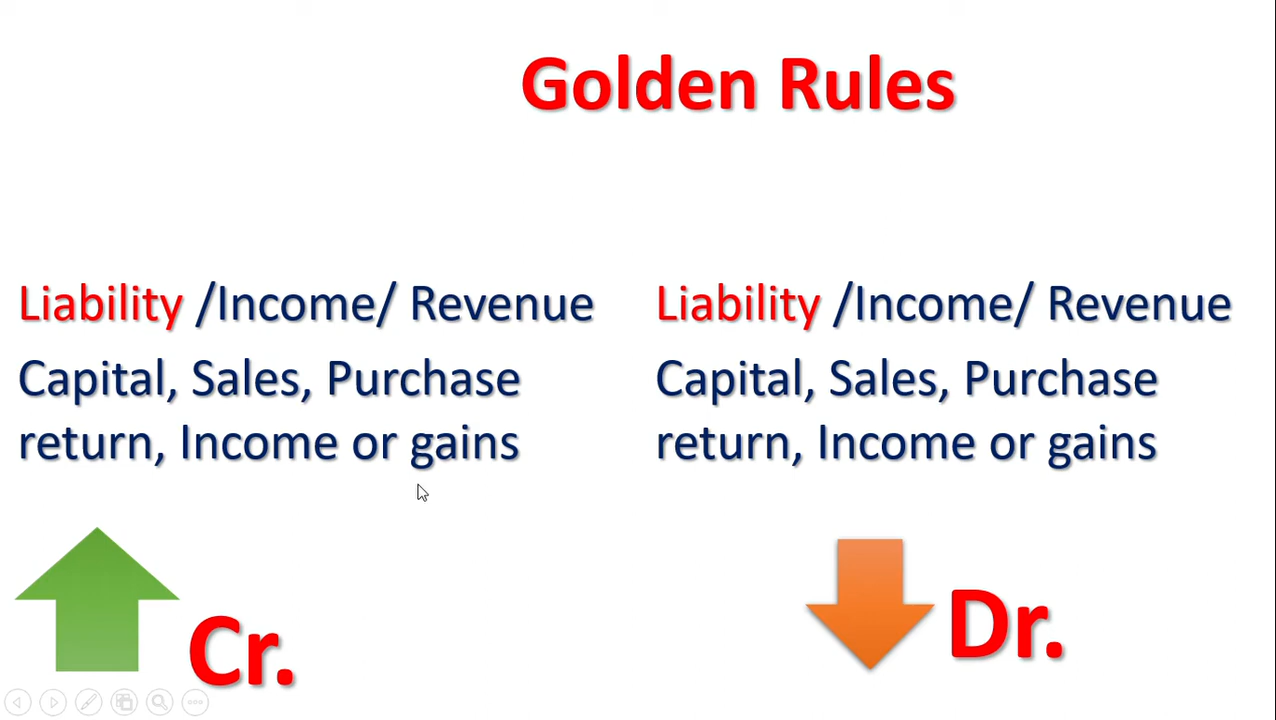 Golden Rules
Liability /Income/ Revenue
Capital, Sales, Purchase
return, Income or gains
Cr.
Liability /Income/ Revenue
Capital, Sales, Purchase
return, Income or gains
Dr.